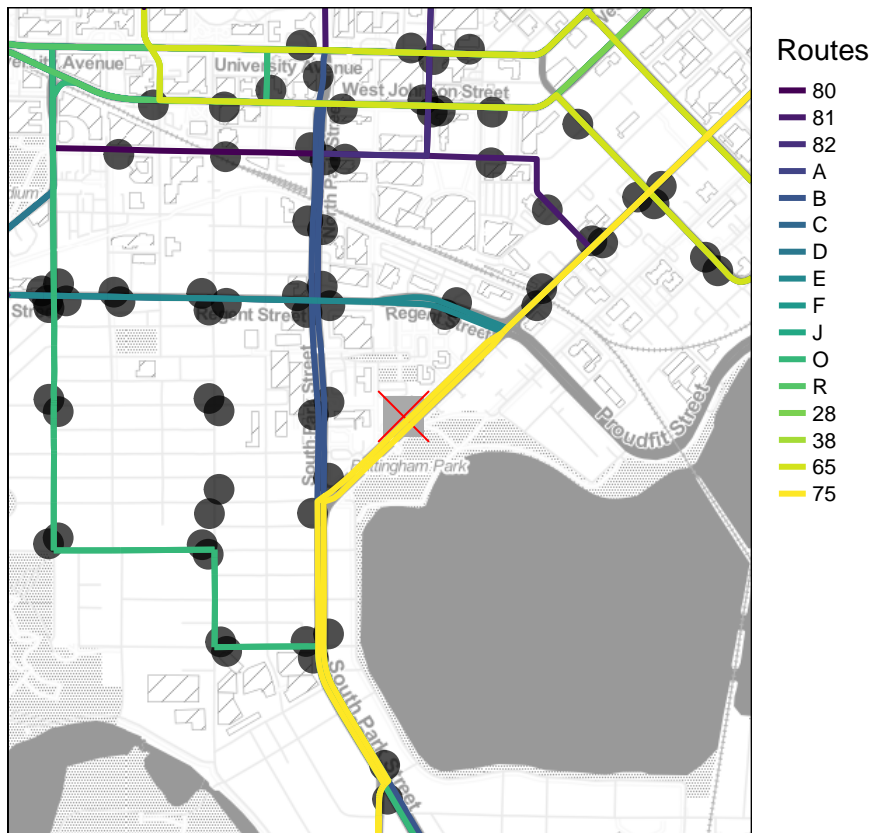 Routes
80
81
82
A
B
C
D
E
F
J
O
R
28
38
65
75
University Avenue
West Johnson Street
North Park Street
Regent Street
Regent Street
South Park Street
Proudfit Street
Brittingham Park
South Park Street